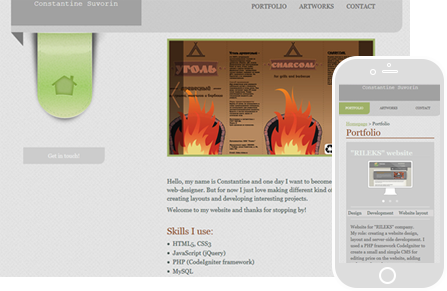 Constantine Suvorin
PORTFOLIO ARTWORKS CONTACT
УГОЛЬ
CHARCOAL
for grills and barbeque
Get in touch!
Hello, my name is Constantine and one day I want to become
web-designer. But for now I just love making different kind of
creating layouts and developing interesting projects.
Welcome to my website and thanks for stopping by!
Skills I use:
HTML5, CSS3
JavaScript (jQuery)
PHP (CodeIgniter framework)
MySQL
Constantine Suvorin
PORTFOLIO ARTWORKS CONTACT
Homepage > Portfolio
Portfolio
"RILEKS" website
Design Development Website layout
Website for "RILEKS" company.
My role: creating a website design,
layout and server side development. I
used a PHP framework CodeIgniter to
create a small and simple CMS for
editing price on the website, adding